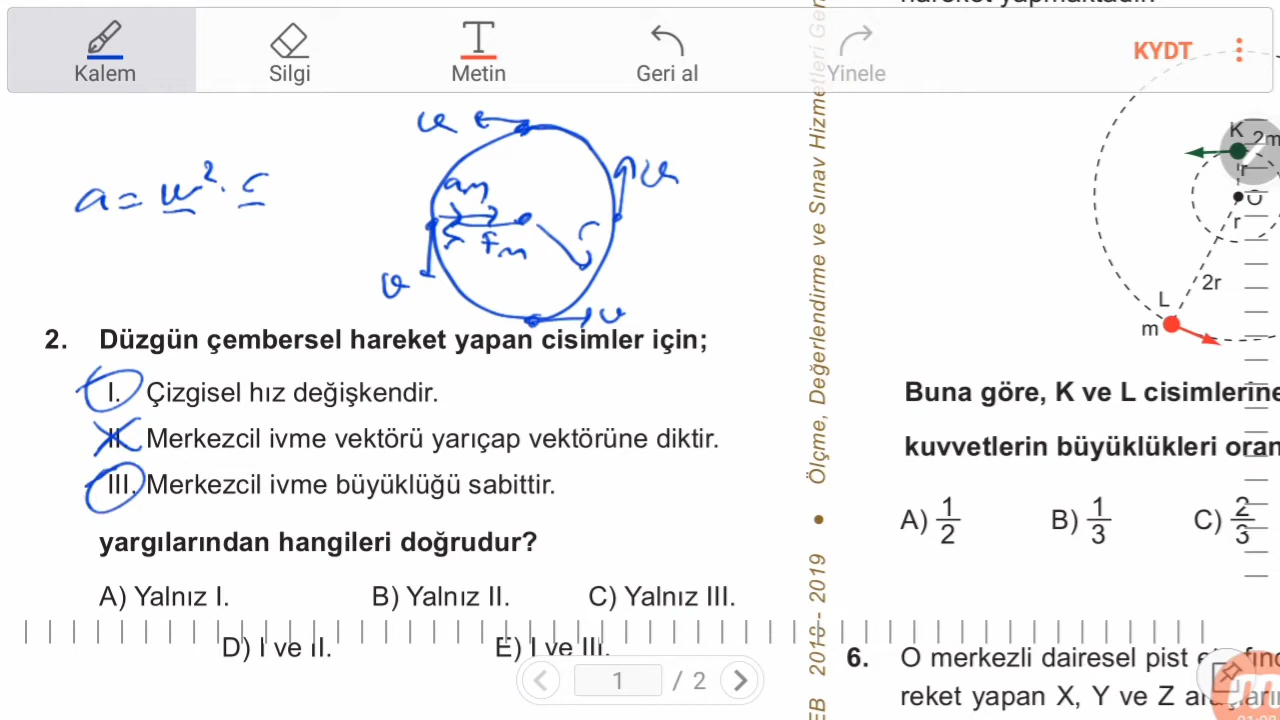 hareket yapmaktadır.
Kalem
Silgi
Metin
Geri al
Yinele
KYDT
a = w². r
v
v
am
r
Fm
v
v
2. Düzgün çembersel hareket yapan cisimler için;
I. Çizgisel hız değişkendir.
II. Merkezcil ivme vektörü yarıçap vektörüne diktir.
III. Merkezcil ivme büyüklüğü sabittir.
yargılarından hangileri doğrudur?
A) Yalnız I.
B) Yalnız II.
C) Yalnız III.
D) I ve II.
E) I ve III.
1 / 2
2019 Ölçme, Değerlendirme ve Sınav Hizmetleri
K
2m
r
O
r
2r
L
m
Buna göre, K ve L cisimlerine
kuvvetlerin büyüklükleri
A) 1/2
B) 1/3
C) 2/3
6. O merkezli dairesel pist
reket yapan X, Y ve Z